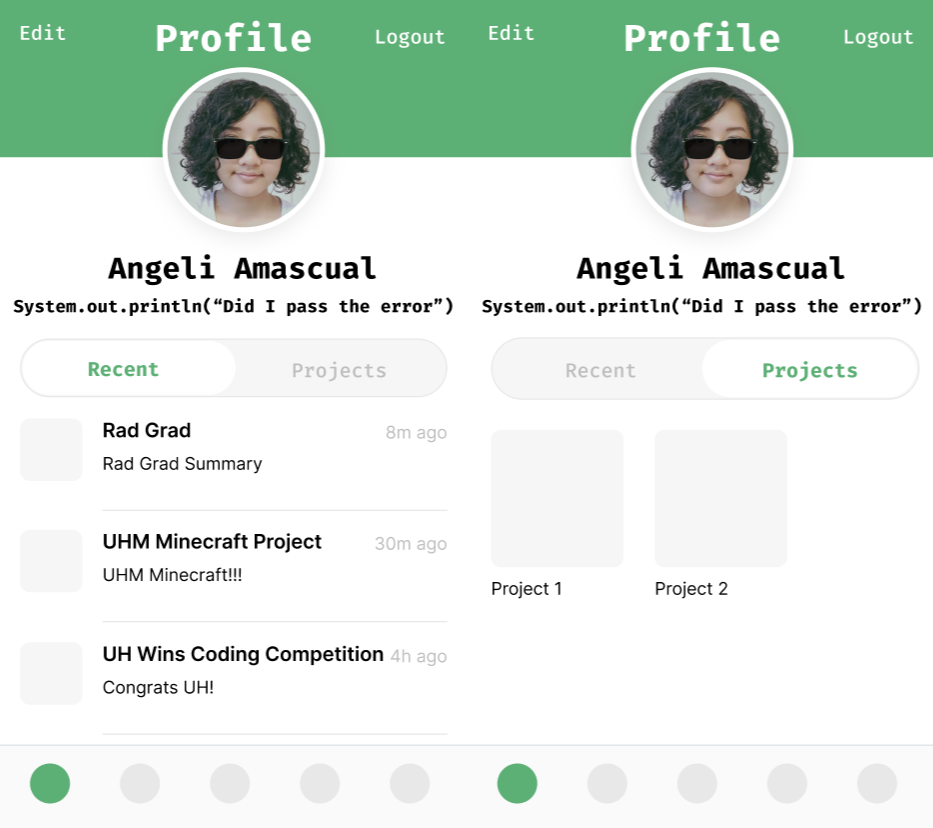 Edit Profile Logout
Angeli Amascual
System.out.println(“Did I pass the error”)
Recent Projects
Rad Grad 8m ago
Rad Grad Summary
UHM Minecraft Project 30m ago
UHM Minecraft!!!
UH Wins Coding Competition 4h ago
Congrats UH!
Edit Profile Logout
Angeli Amascual
System.out.println(“Did I pass the error”)
Recent Projects
Project 1 Project 2